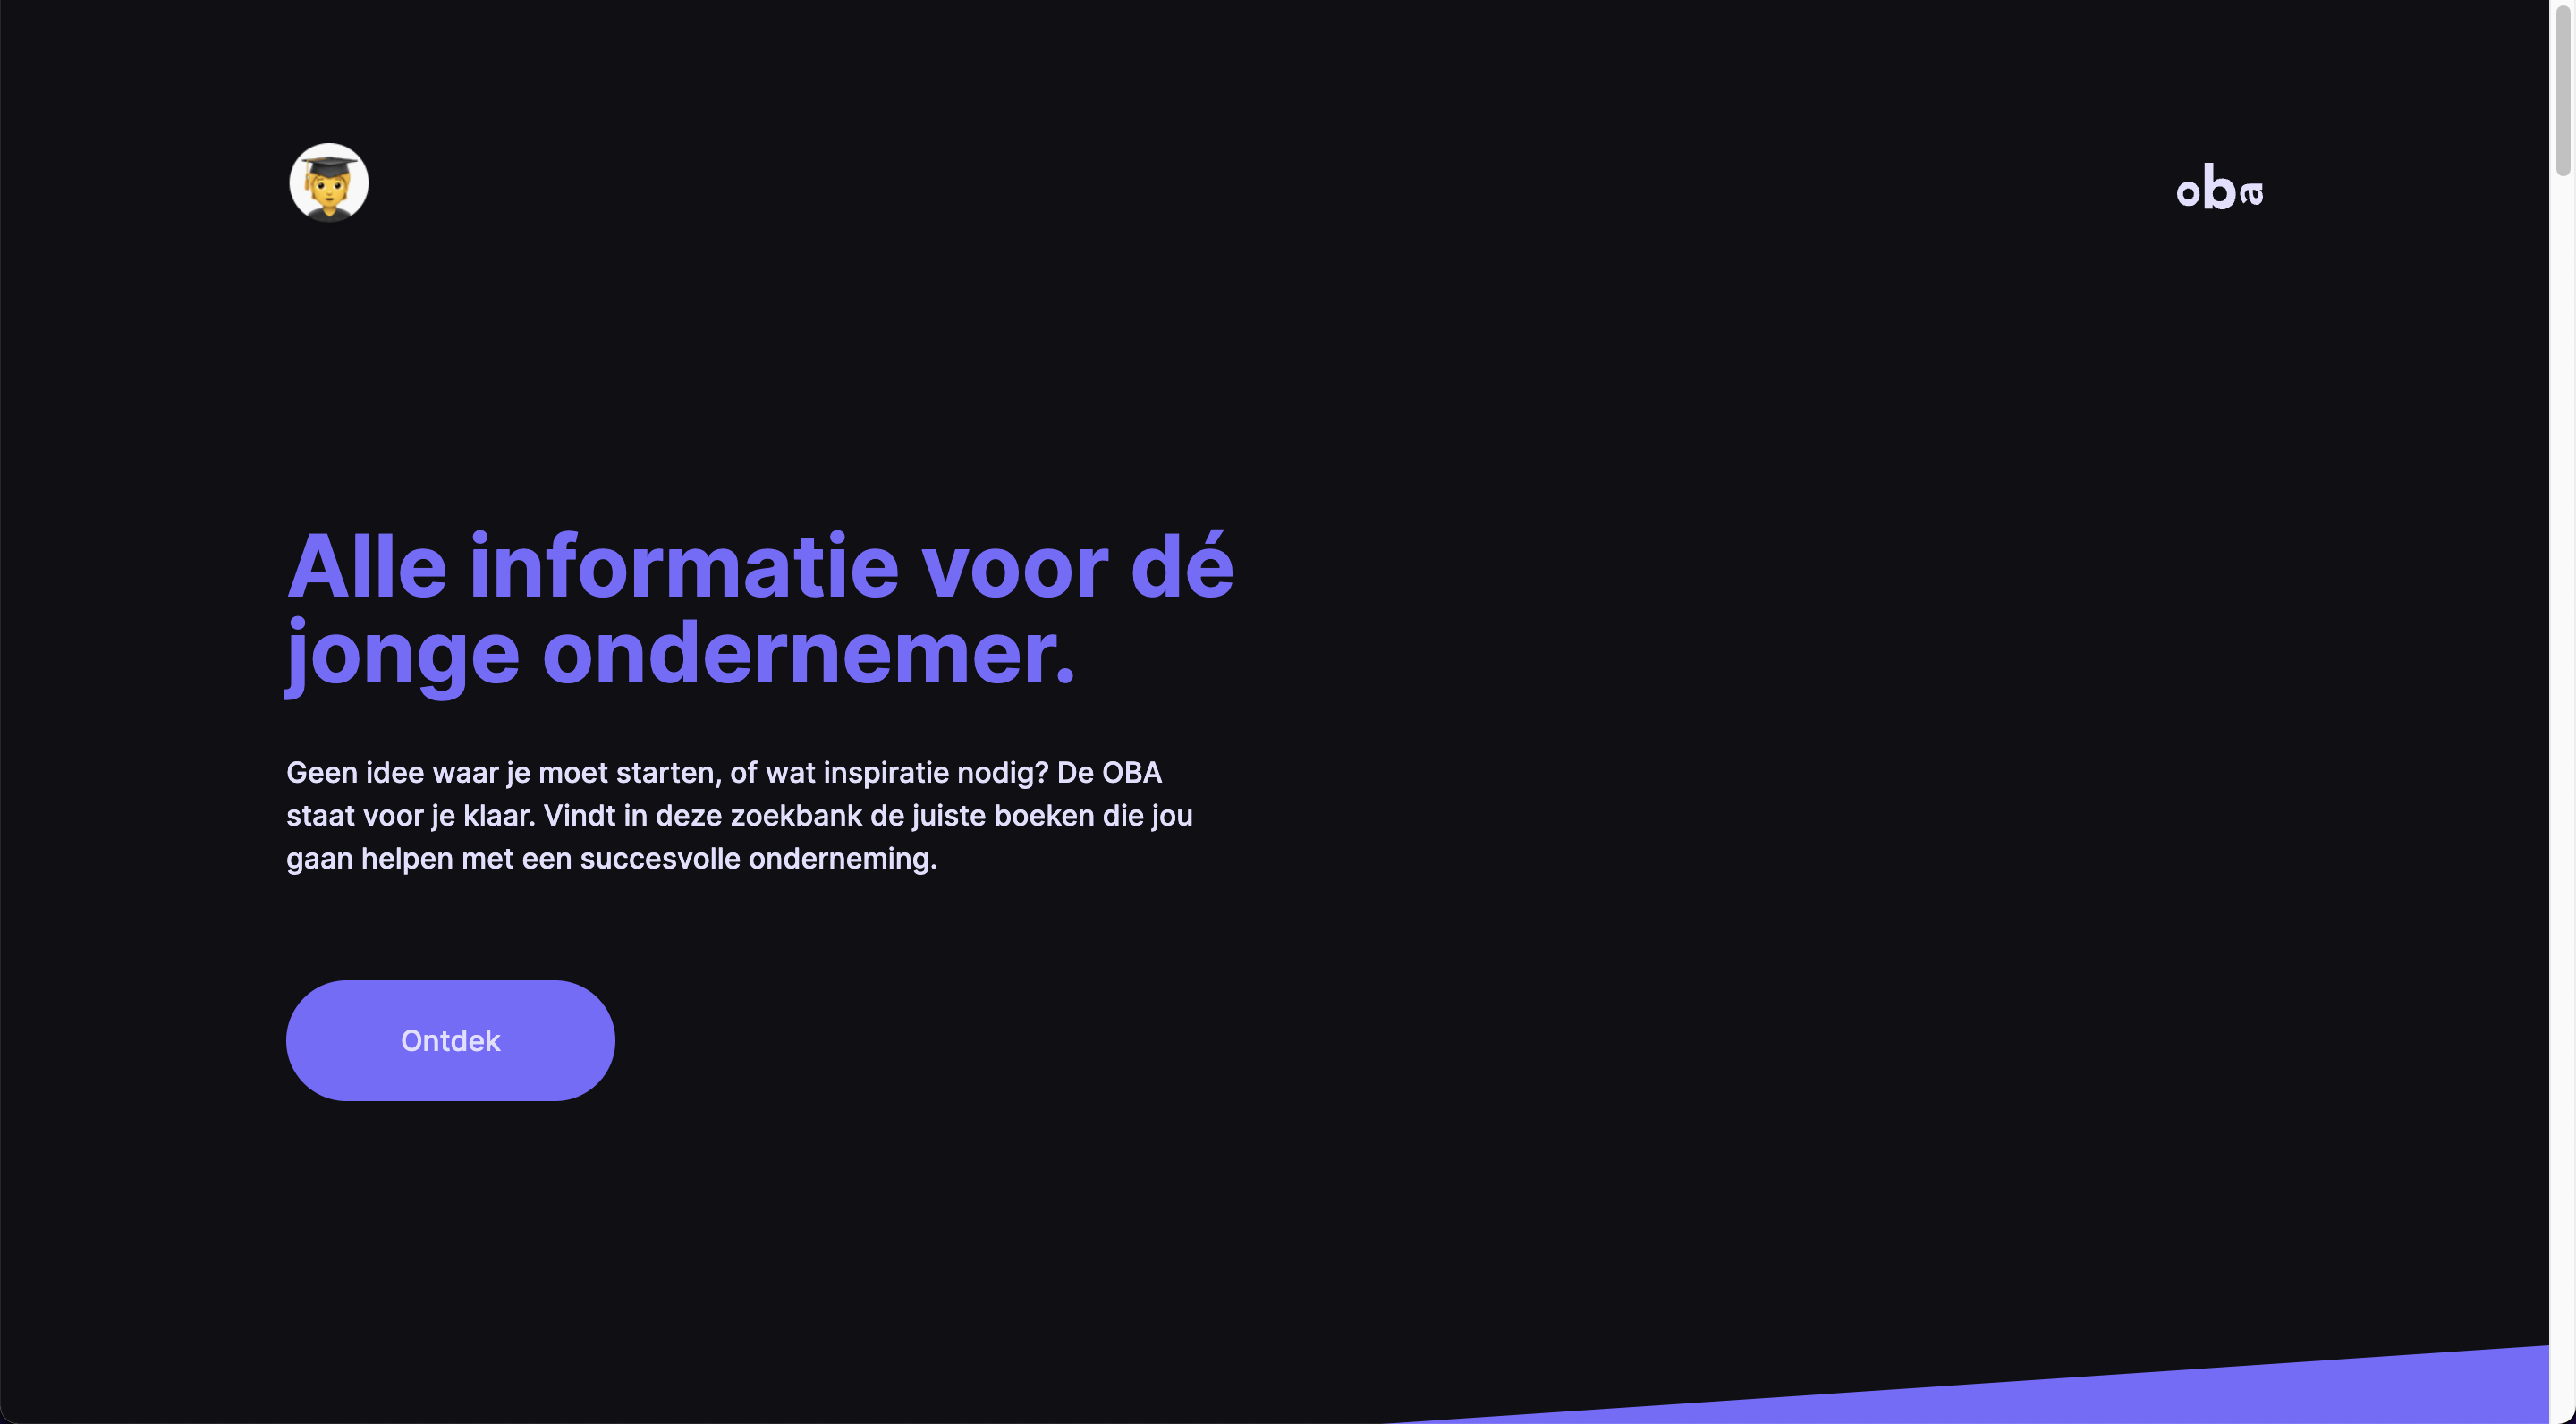 oba
Alle informatie voor dé
jonge ondernemer.
Geen idee waar je moet starten, of wat inspiratie nodig? De OBA
staat voor je klaar. Vindt in deze zoekbank de juiste boeken die jou
gaan helpen met een succesvolle onderneming.
Ontdek